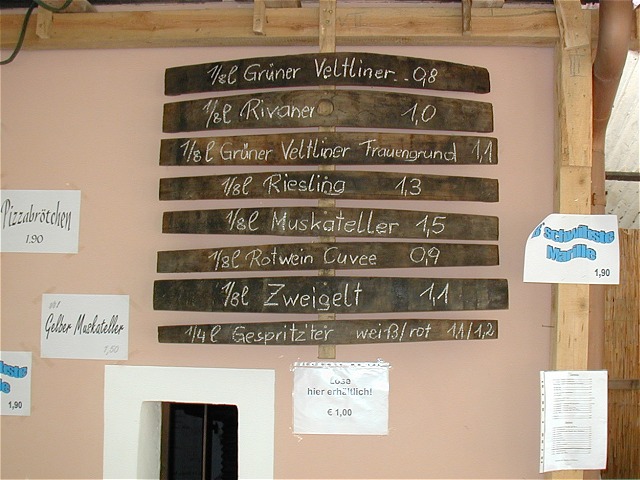 1/8l Grüner Veltliner.. 0,8
1/8l Rivaner 1,0
1/8l Grüner Veltliner Frauengrund 1,1
1/8l Riesling 1,3
1/8l Muskateller 1,5
1/8l Rotwein Cuvee 0,9
1/8l Zweigelt 1,1
1/4l Gespritzter weiß/rot 1,1/1,2
Pizzabrötchen
1.90
Gelber Muskateller
1,50
1,90
schwürste
Marille
1,90
Lose
hier erhältlich!
€ 1,00